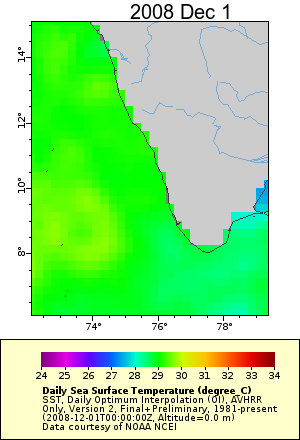 2008 Dec 1
14°
12°
10°
8°
74° 76° 78°
24 25 26 27 28 29 30 31 32 33 34
Daily Sea Surface Temperature (degree_C)
SST, Daily Optimum Interpolation (OI), AVHRR
Only, Version 2, Final+Preliminary, 1981-present
(2008-12-01T00:00:00Z, Altitude=0.0 m)
Data courtesy of NOAA NCEI